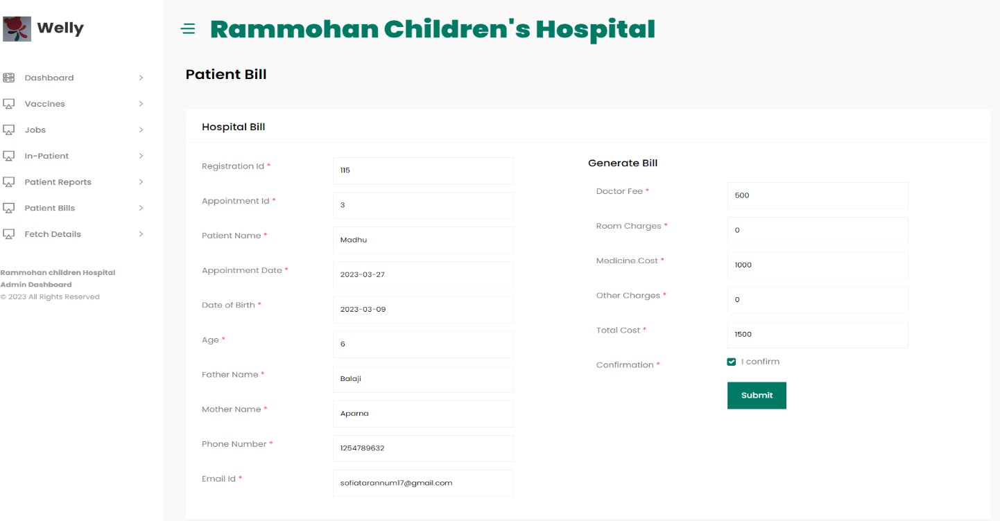 Welly
Dashboard
Vaccines
Jobs
In-Patient
Patient Reports
Patient Bills
Fetch Details
Rammohan children Hospital
Admin Dashboard
© 2023 All Rights Reserved
Rammohan Children's Hospital
Patient Bill
Hospital Bill
Registration Id * 115
Appointment Id * 3
Patient Name * Madhu
Appointment Date * 2023-03-27
Date of Birth * 2023-03-09
Age * 6
Father Name * Balaji
Mother Name * Aparna
Phone Number * 1254789632
Email Id * sofiatarannum17@gmail.com
Generate Bill
Doctor Fee * 500
Room Charges * 0
Medicine Cost * 1000
Other Charges * 0
Total Cost * 1500
Confirmation * I confirm
Submit